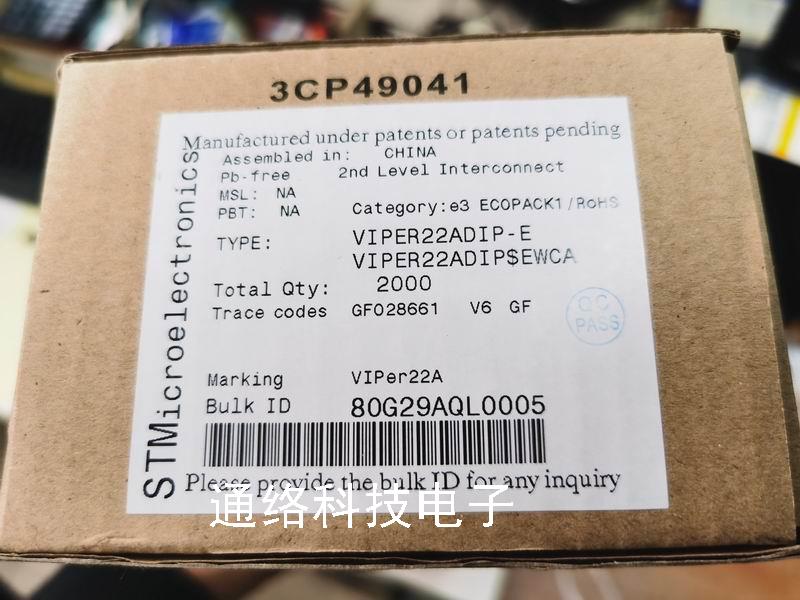 3CP49041
Manufactured under patents or patents pending
Assembled in: CHINA
Pb-free 2nd Level Interconnect
MSL: NA
PBT: NA Category:e3 ECOPACK1/RoHS
TYPE: VIPER22ADIP-E
VIPER22ADIP$EWCA
Total Qty: 2000
Trace codes GF028661 V6 GF
QC
PASS
Marking VIPer22A
Bulk ID 80G29AQL0005
Please provide the bulk ID for any inquiry
STMicroelectronics
通络科技电子